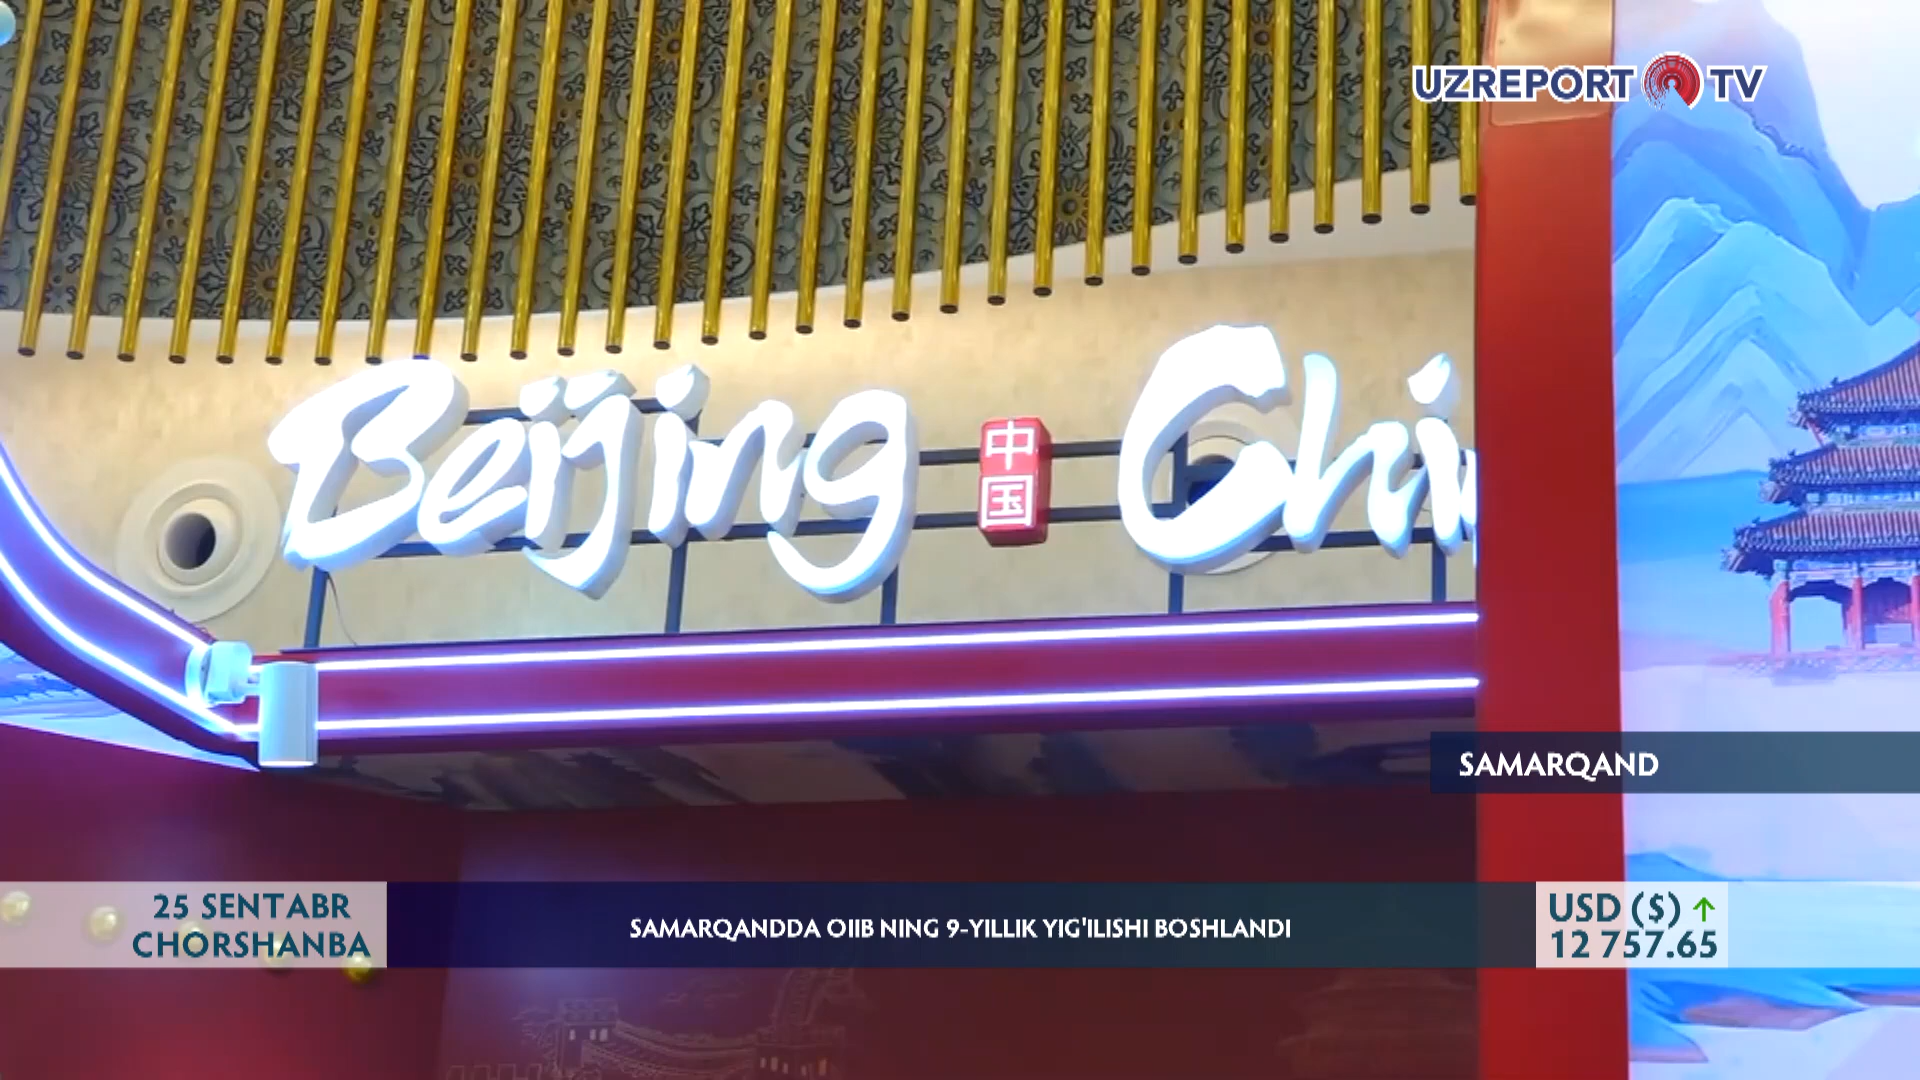 UZREPORT TV
Beijing 中国 Chi
SAMARQAND
25 SENTABR
CHORSHANBA
SAMARQANDDA OIIB NING 9-YILLIK YIG'ILISHI BOSHLANDI
USD ($) ↑
12 757.65